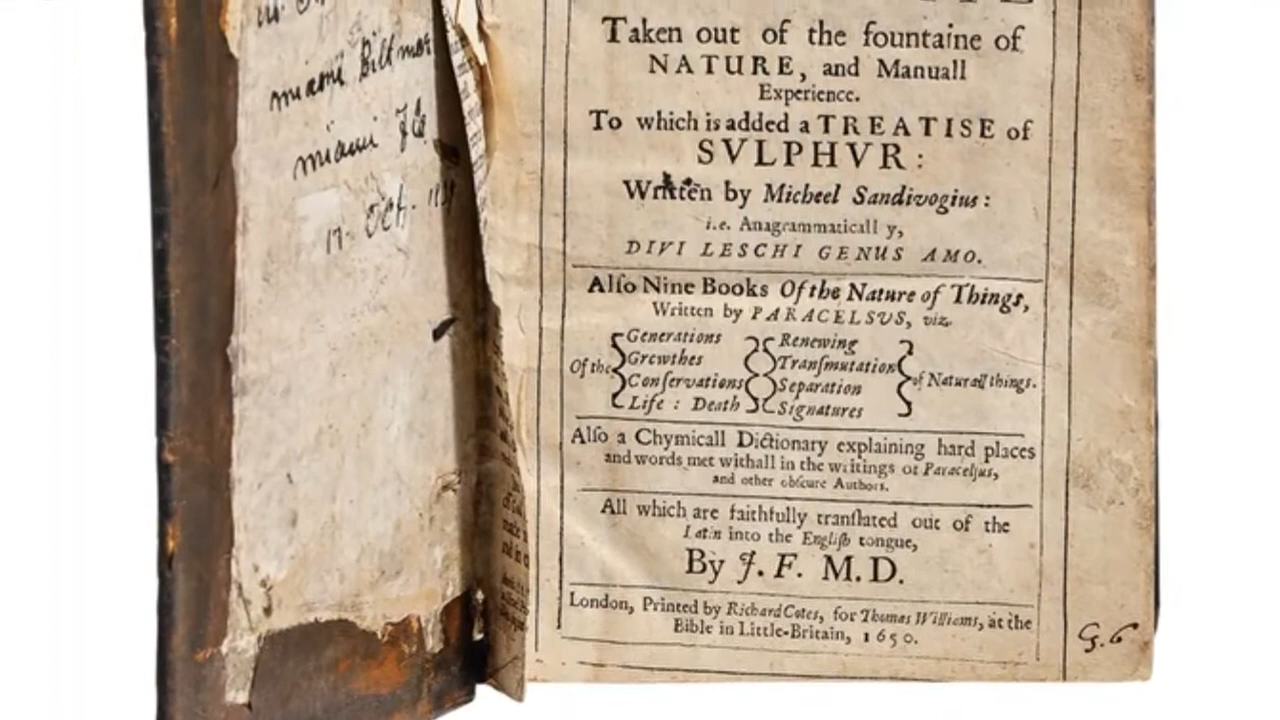 miami Biltmor
miami Fla
17. Oct.
Taken out of the fountaine of
NATURE, and Manuall
Experience.
To which is added a TREATISE of
SVLPHVR:
Written by Micheel Sandivogius:
i.e. Anagrammatically,
DIVI LESCHI GENUS AMO.
Alſo Nine Books Of the Nature of Things,
Written by PARACELSVS, viz.
Of the Generations Renewing
Growthes Tranſmutation
Conſervations Separation of Naturall things.
Life : Death Signatures
Alſo a Chymicall Dictionary explaining hard places
and words met withall in the writings of Paracelſus,
and other obſcure Authors.
All which are faithfully tranſlated out of the
Latin into the Engliſh tongue,
By J. F. M.D.
London, Printed by Richard Cotes, for Thomas Williams, at the
Bible in Little-Britain, 1650.
G.6